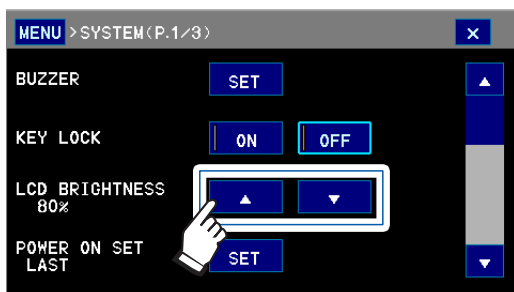 MENU >SYSTEM(P.1/3) ×
BUZZER SET
KEY LOCK ON OFF
LCD BRIGHTNESS ▲ ▼
80%
POWER ON SET SET
LAST